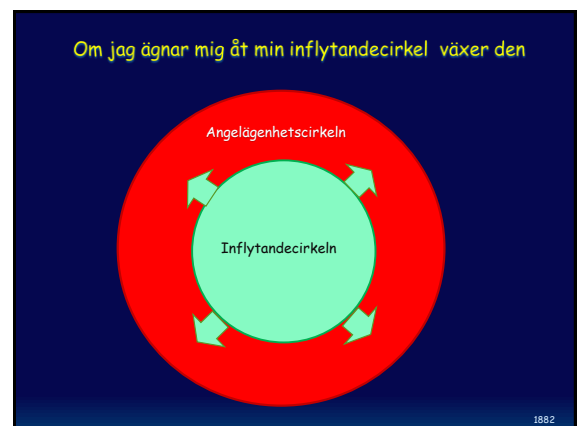 Om jag ägnar mig åt min inflytandecirkel växer den
Angelägenhetscirkeln
Inflytandecirkeln
1882